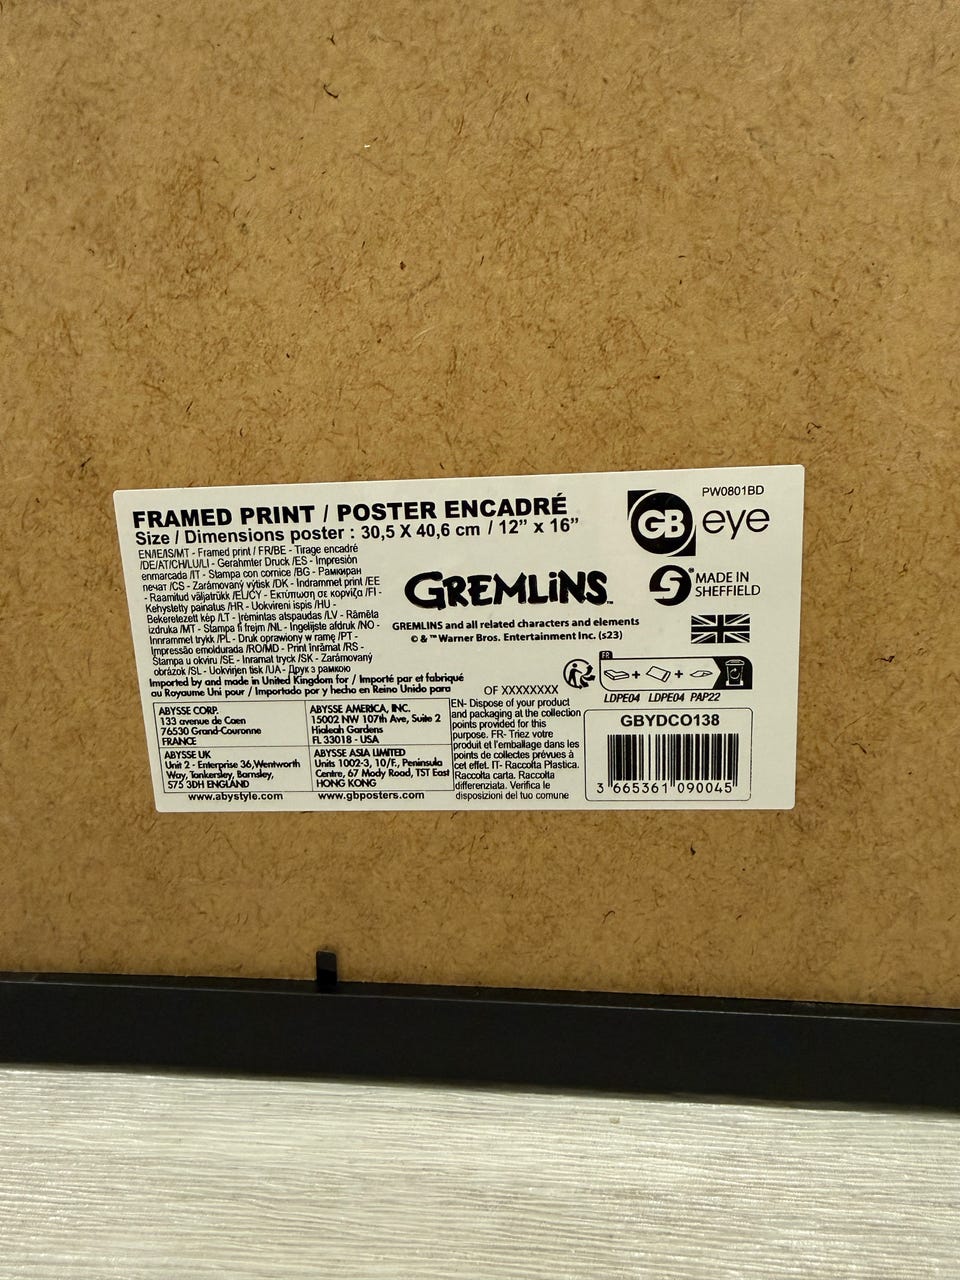 FRAMED PRINT / POSTER ENCADRÉ
Size / Dimensions poster : 30,5 X 40,6 cm / 12" x 16"
EN/IE/IS/MT - Framed print / FR/BE - Tirage encadré
/DE/AT/CH/LU/LI - Gerahmter Druck /ES - Impresión
enmarcada /IT - Stampa con cornice /BG - Рамкиран
печат /CS - Zarámovaný výtisk /DK - Indrammet print /EE
- Raamitud väljatrükk /EL/CY - Εκτύπωση σε κορνίζα /FI -
Kehystetty painatus /HR - Uokvireni ispis /HU -
Bekeretezett kép /LT - Įrėmintas atspaudas /LV - Rāmēta
izdruka /MT - Stampa fi frejm /NL - Ingelijste afdruk /NO -
Innrammet trykk /PL - Druk oprawiony w ramę /PT -
Impressão emoldurada /RO/MD - Print înrămat /RS -
Štampa u okviru /SE - Inramat tryck /SK - Zarámovaný
obrázok /SL - Uokvirjen tisk /UA - Друк з рамкою
Imported by and made in United Kingdom for / Importé par et fabriqué
au Royaume Uni pour / Importado por y hecho en Reino Unido para
ABYSSE CORP.
133 avenue de Caen
76530 Grand-Couronne
FRANCE
ABYSSE AMERICA, INC.
15002 NW 107th Ave, Suite 2
Hialeah Gardens
FL 33018 - USA
ABYSSE UK
Unit 2 - Enterprise 36,Wentworth
Way, Tankersley, Barnsley,
S75 3DH ENGLAND
ABYSSE ASIA LIMITED
Units 1002-3, 10/F., Peninsula
Centre, 67 Mody Road, TST East
HONG KONG
www.abystyle.com
www.gbposters.com
PW0801BD
GB eye
GREMLiNS™
MADE IN
SHEFFIELD
GREMLINS and all related characters and elements
© & ™ Warner Bros. Entertainment Inc. (s23)
FR
LDPE04 LDPE04 PAP22
OF XXXXXXXX
EN- Dispose of your product
and packaging at the collection
points provided for this
purpose. FR- Triez votre
produit et l'emballage dans les
points de collectes prévues à
cet effet. IT- Raccolta Plastica.
Raccolta carta. Raccolta
differenziata. Verifica le
disposizioni del tuo comune
GBYDCO138
3 665361 090045